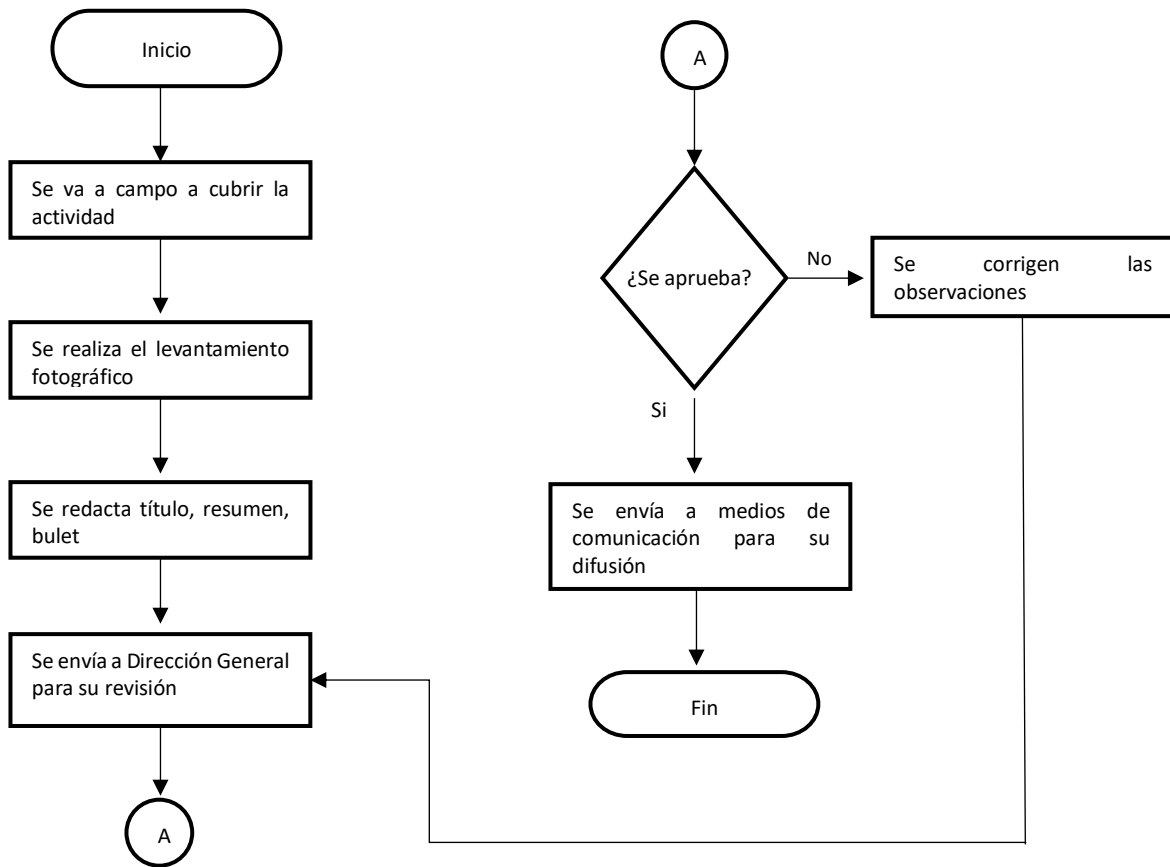 Inicio
Se va a campo a cubrir la
actividad
Se realiza el levantamiento
fotográfico
Se redacta título, resumen,
bulet
Se envía a Dirección General
para su revisión
A
A
¿Se aprueba?
No
Se corrigen las
observaciones
Si
Se envía a medios de
comunicación para su
difusión
Fin